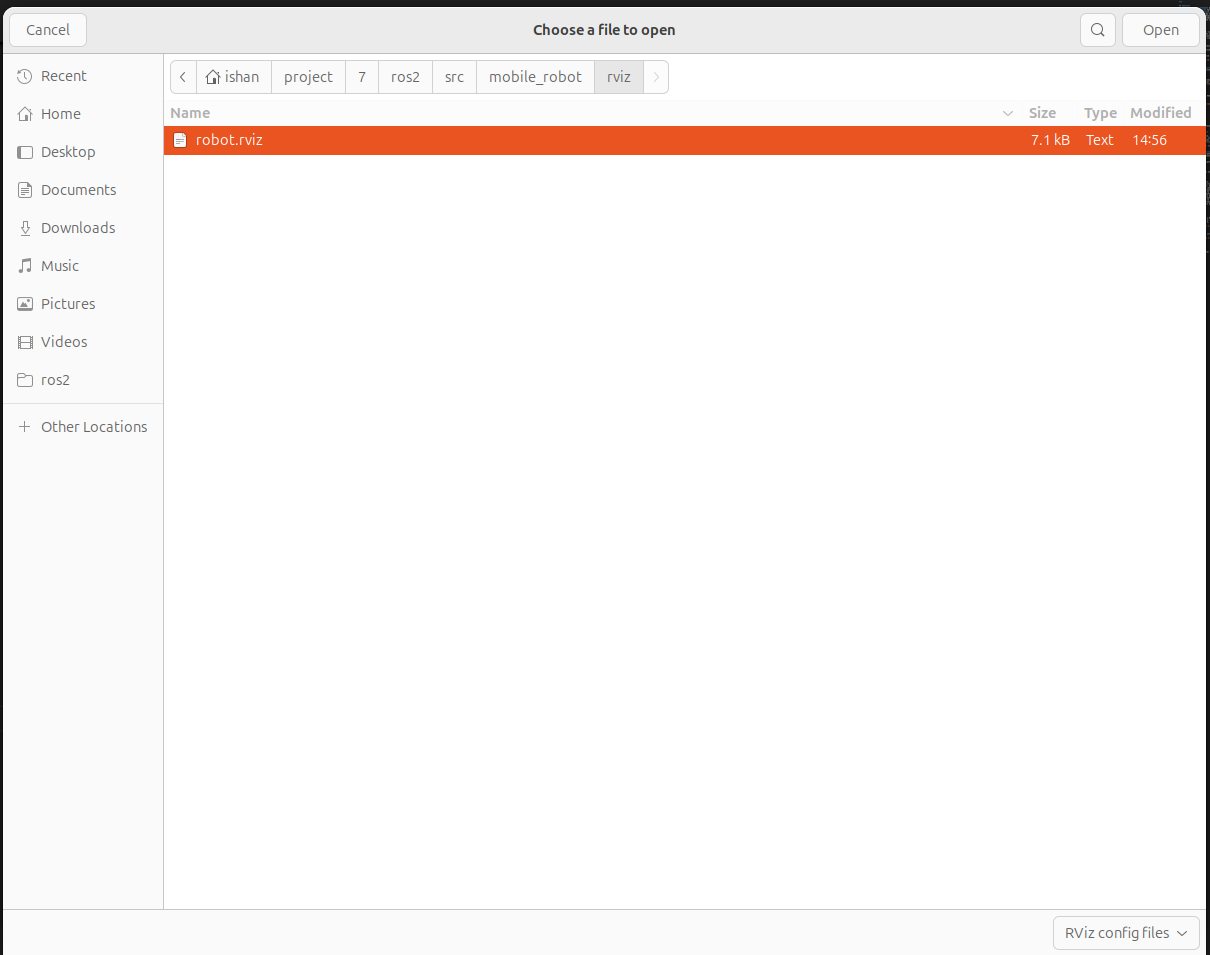 Cancel Choose a file to open Open
Recent
Home
Desktop
Documents
Downloads
Music
Pictures
Videos
ros2
Other Locations
ishan project 7 ros2 src mobile_robot rviz
Name Size Type Modified
robot.rviz 7.1 kB Text 14:56
RViz config files